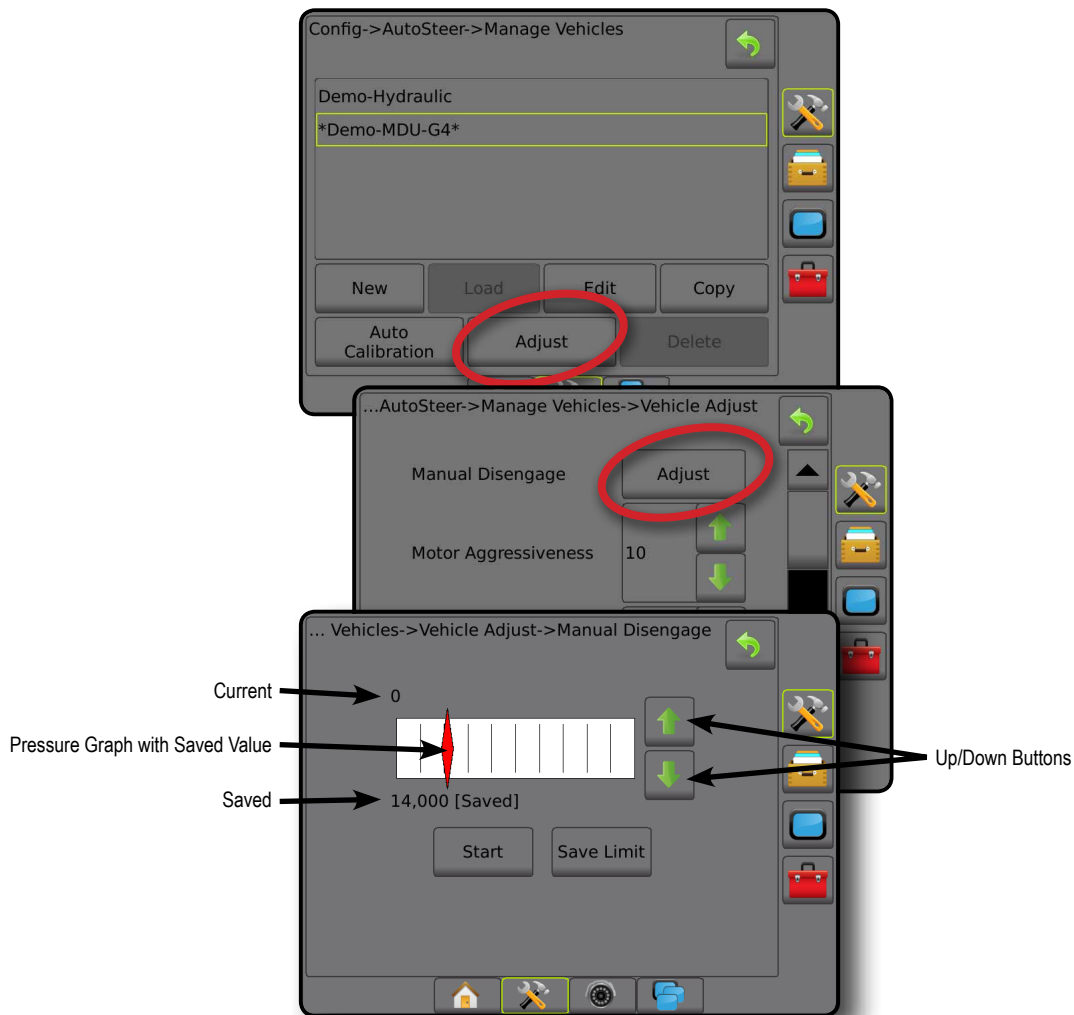 Config->AutoSteer->Manage Vehicles
Demo-Hydraulic
*Demo-MDU-G4*
New
Load
Edit
Copy
Auto
Calibration
Adjust
Delete
...AutoSteer->Manage Vehicles->Vehicle Adjust
Manual Disengage
Adjust
Motor Aggressiveness
10
... Vehicles->Vehicle Adjust->Manual Disengage
Current
0
Pressure Graph with Saved Value
Up/Down Buttons
Saved
14,000 [Saved]
Start
Save Limit